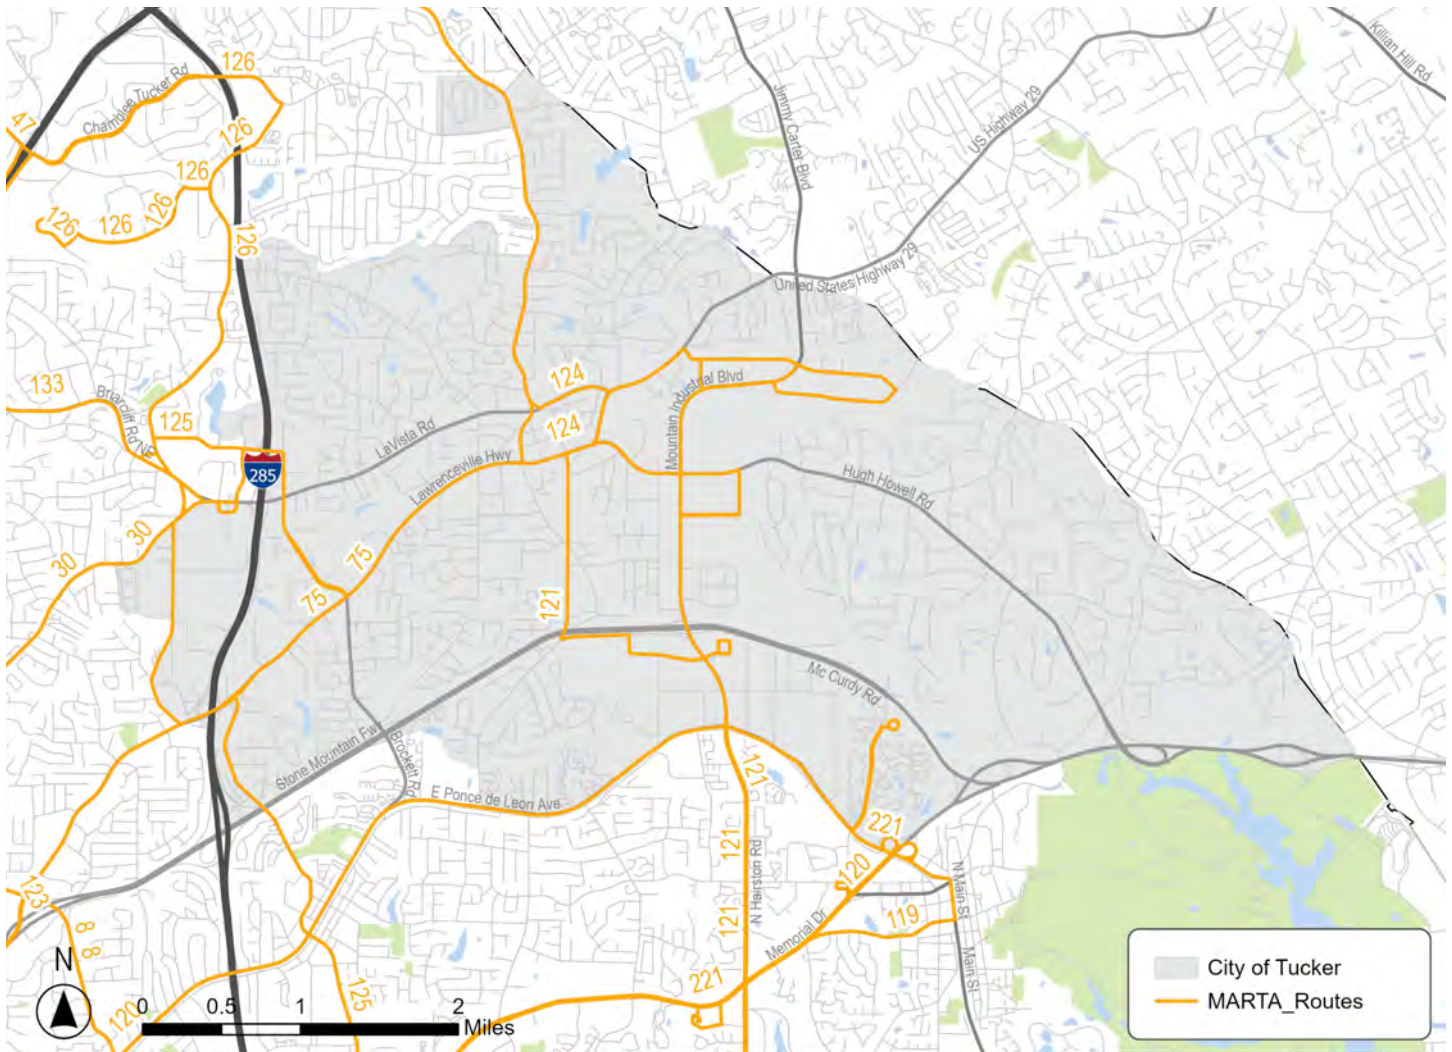 126
Chamblee Tucker Rd
47
126
126
126
126
126
126
Killian Hill Rd
Jimmy Carter Blvd
US Highway 29
United States Highway 29
133
Briarcliff Rd NE
125
LaVista Rd
285
124
124
Mountain Industrial Blvd
Lawrenceville Hwy
Hugh Howell Rd
30
30
75
75
121
Mc Curdy Rd
Stone Mountain Fwy
Brockett Rd
E Ponce de Leon Ave
121
221
121
N Hairston Rd
120
N Main St
119
121
Memorial Dr
Main St
123
8
8
221
125
120
N
0 0.5 1 2
Miles
City of Tucker
MARTA_Routes